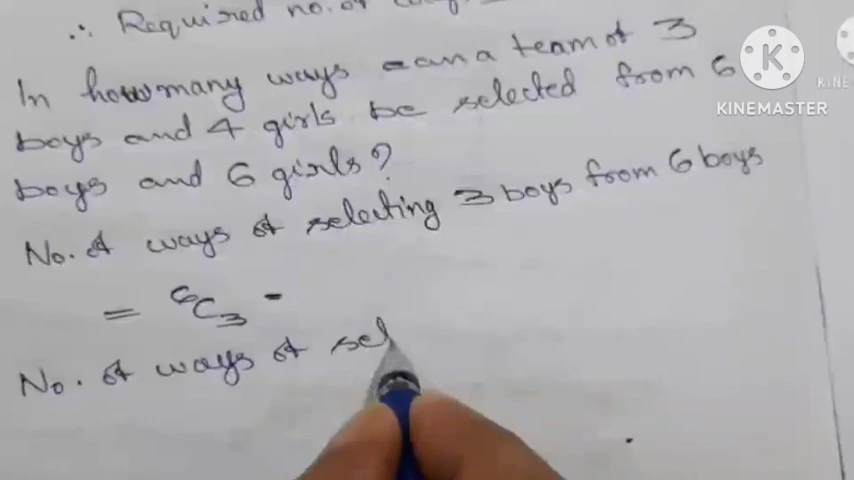 ∴ Required no. of
In how many ways can a team of 3
boys and 4 girls be selected from 6
boys and 6 girls?
No. of ways of selecting 3 boys from 6 boys
= ⁶C₃
No. of ways of sel
KINEMASTER
KINE